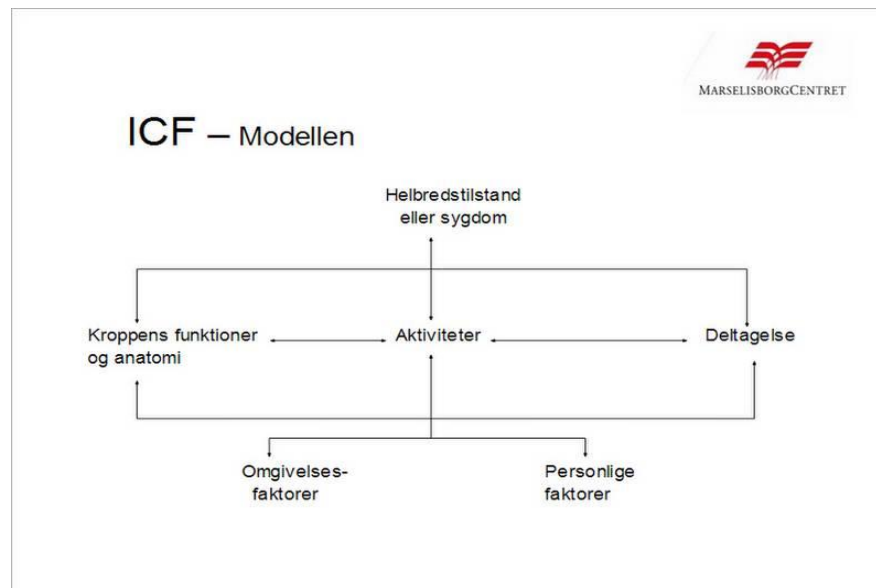 MARSELISBORGCENTRET
ICF – Modellen
Helbredstilstand
eller sygdom
Kroppens funktioner
og anatomi
Aktiviteter
Deltagelse
Omgivelses-
faktorer
Personlige
faktorer